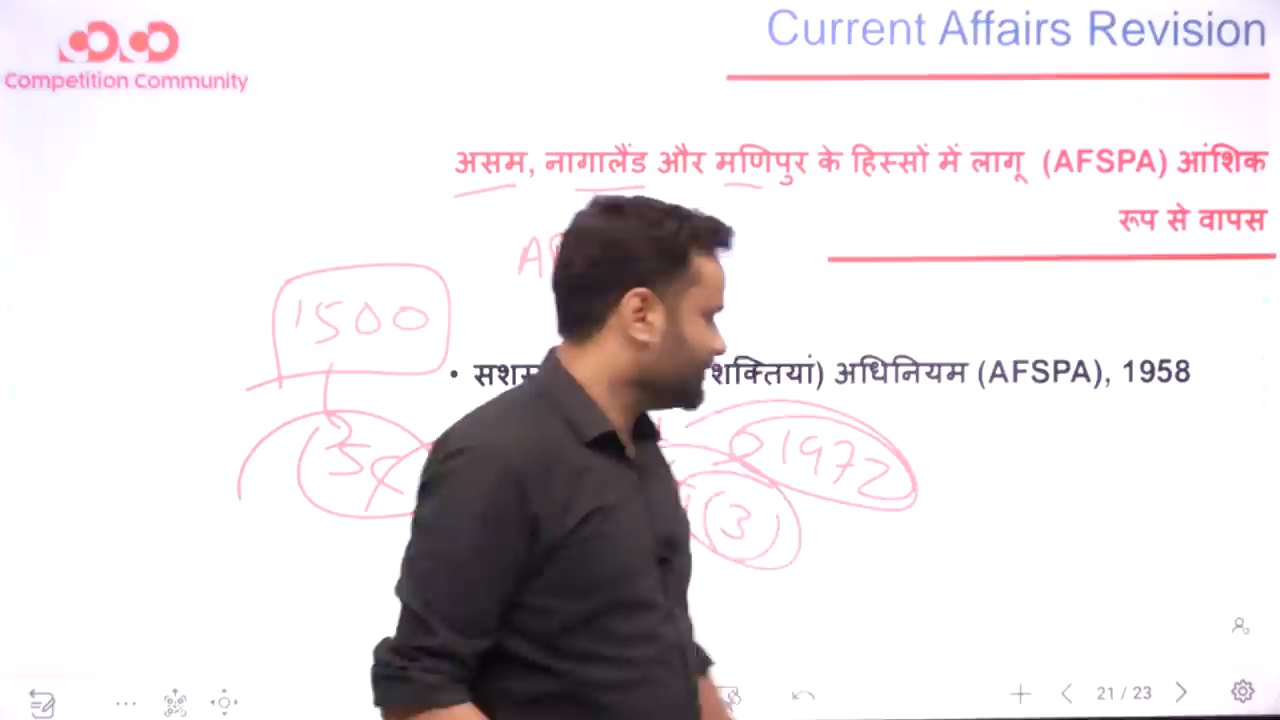 Current Affairs Revision
Competition Community
असम, नागालैंड और मणिपुर के हिस्सों में लागू (AFSPA) आंशिक
रूप से वापस
1500
• शक्तियां) अधिनियम (AFSPA), 1958
1972
(3)
21 / 23